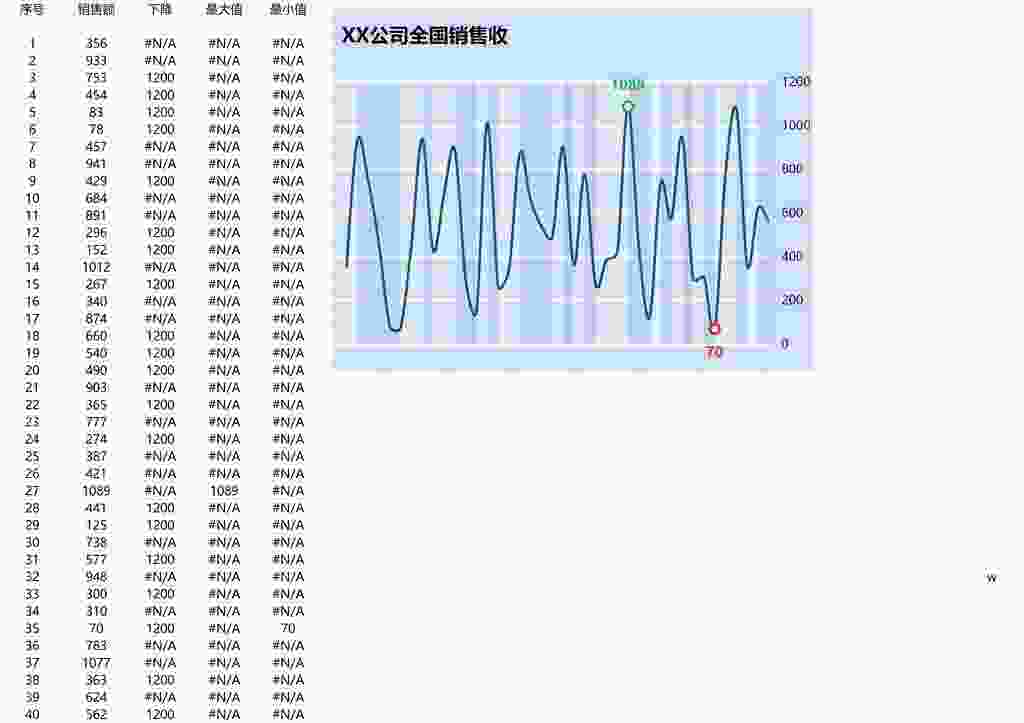 序号 销售额 下降 最大值 最小值
1 356 #N/A #N/A #N/A
2 933 #N/A #N/A #N/A
3 753 1200 #N/A #N/A
4 454 1200 #N/A #N/A
5 83 1200 #N/A #N/A
6 78 1200 #N/A #N/A
7 457 #N/A #N/A #N/A
8 941 #N/A #N/A #N/A
9 429 1200 #N/A #N/A
10 684 #N/A #N/A #N/A
11 891 #N/A #N/A #N/A
12 296 1200 #N/A #N/A
13 152 1200 #N/A #N/A
14 1012 #N/A #N/A #N/A
15 267 1200 #N/A #N/A
16 340 #N/A #N/A #N/A
17 874 #N/A #N/A #N/A
18 660 1200 #N/A #N/A
19 540 1200 #N/A #N/A
20 490 1200 #N/A #N/A
21 903 #N/A #N/A #N/A
22 365 1200 #N/A #N/A
23 777 #N/A #N/A #N/A
24 274 1200 #N/A #N/A
25 387 #N/A #N/A #N/A
26 421 #N/A #N/A #N/A
27 1089 #N/A 1089 #N/A
28 441 1200 #N/A #N/A
29 125 1200 #N/A #N/A
30 738 #N/A #N/A #N/A
31 577 1200 #N/A #N/A
32 948 #N/A #N/A #N/A
33 300 1200 #N/A #N/A
34 310 #N/A #N/A #N/A
35 70 1200 #N/A 70
36 783 #N/A #N/A #N/A
37 1077 #N/A #N/A #N/A
38 363 1200 #N/A #N/A
39 624 #N/A #N/A #N/A
40 562 1200 #N/A #N/A
XX公司全国销售收
1089
1200
1000
800
600
400
200
0
70
w